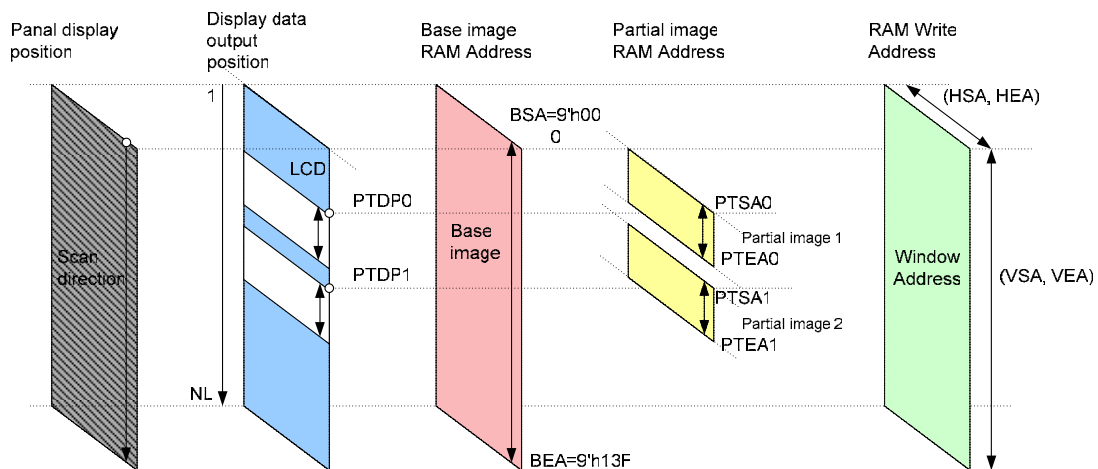 Panal display
position
Display data
output
position
Base image
RAM Address
Partial image
RAM Address
RAM Write
Address
1
BSA=9'h00
0
(HSA, HEA)
LCD
PTDP0
PTSA0
Partial image 1
PTEA0
Scan
direction
Base
image
Window
Address
PTDP1
PTSA1
(VSA, VEA)
Partial image 2
PTEA1
NL
BEA=9'h13F